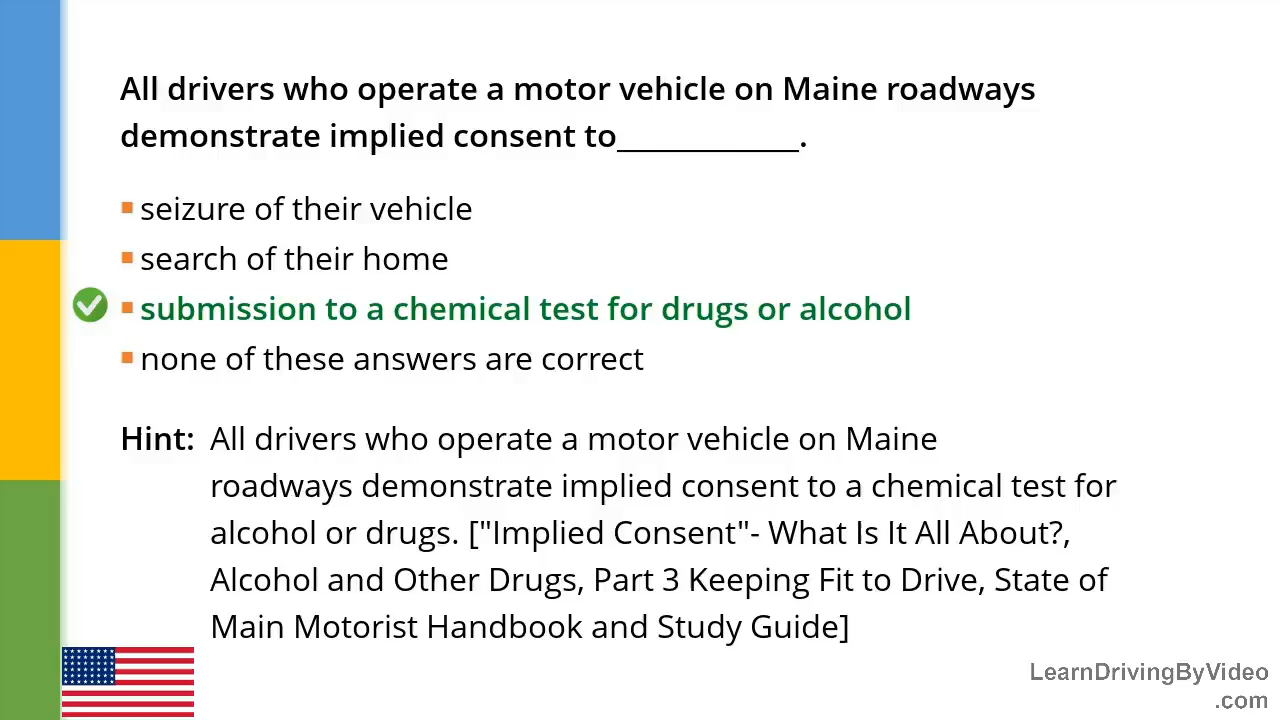 All drivers who operate a motor vehicle on Maine roadways
demonstrate implied consent to_____________.
seizure of their vehicle
search of their home
submission to a chemical test for drugs or alcohol
none of these answers are correct
Hint: All drivers who operate a motor vehicle on Maine
roadways demonstrate implied consent to a chemical test for
alcohol or drugs. ["Implied Consent"- What Is It All About?,
Alcohol and Other Drugs, Part 3 Keeping Fit to Drive, State of
Main Motorist Handbook and Study Guide]
LearnDrivingByVideo
.com